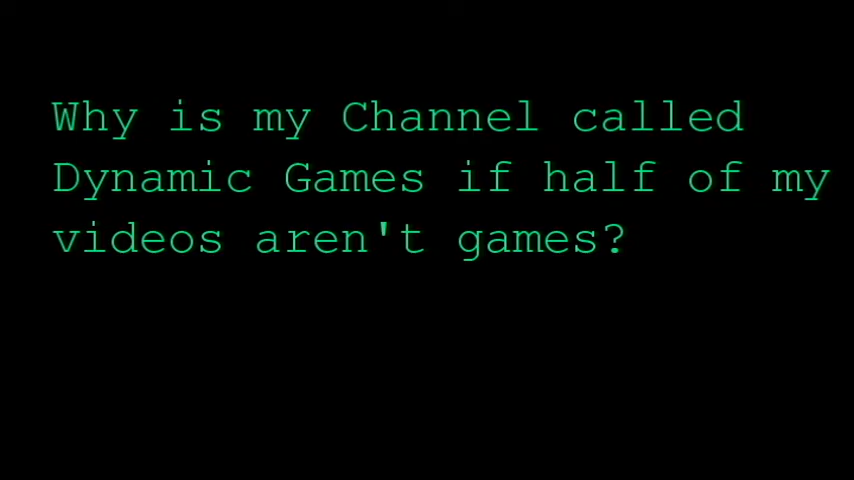 Why is my Channel called
Dynamic Games if half of my
videos aren't games?